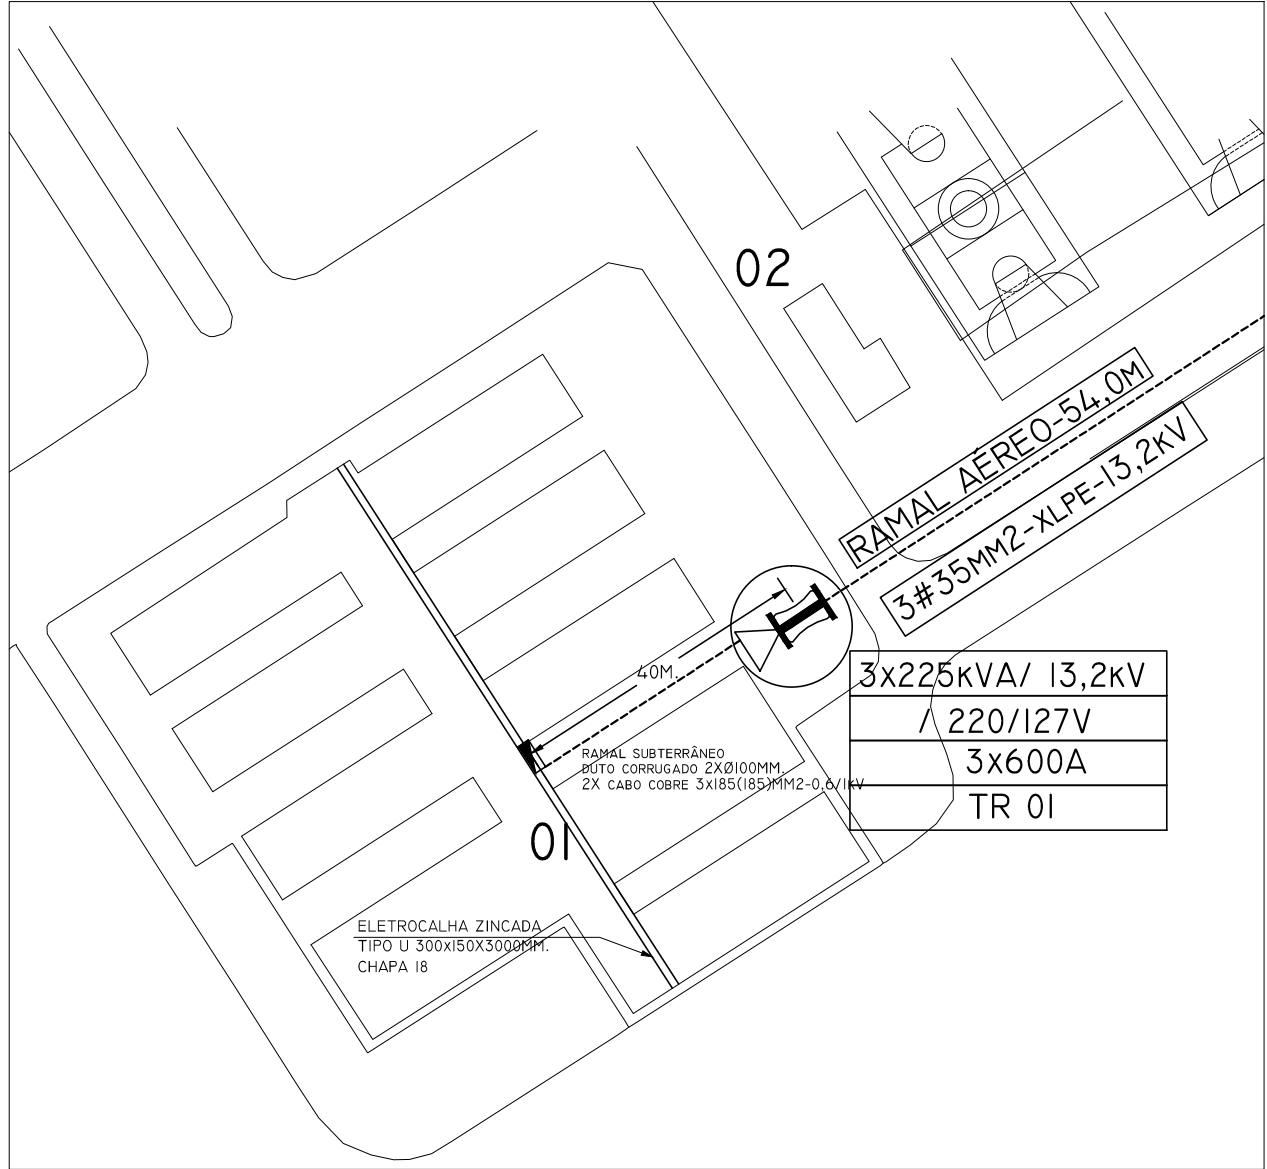 02
RAMAL AÉREO-54,0M
3#35MM2-XLPE-13,2KV
40M.
3x225KVA/ 13,2KV
/ 220/127V
3x600A
TR 01
RAMAL SUBTERRÂNEO
DUTO CORRUGADO 2XØ100MM.
2X CABO COBRE 3x185(185)MM2-0,6/1KV
01
ELETROCALHA ZINCADA
TIPO U 300x150X3000MM.
CHAPA 18